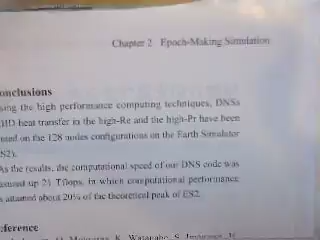 Chapter 2 Epoch-Making Simulation
onclusions
sing the high performance computing techniques, DNSs
HD heat transfer in the high-Re and the high-Pr have been
ested on the 128 nodes configurations on the Earth Simulator
S2).
As the results, the computational speed of our DNS code was
up 21 Tflops, in which computational performance
s attained about 20% of the theoretical peak of ES2.
ference
K. Watanabe, S.